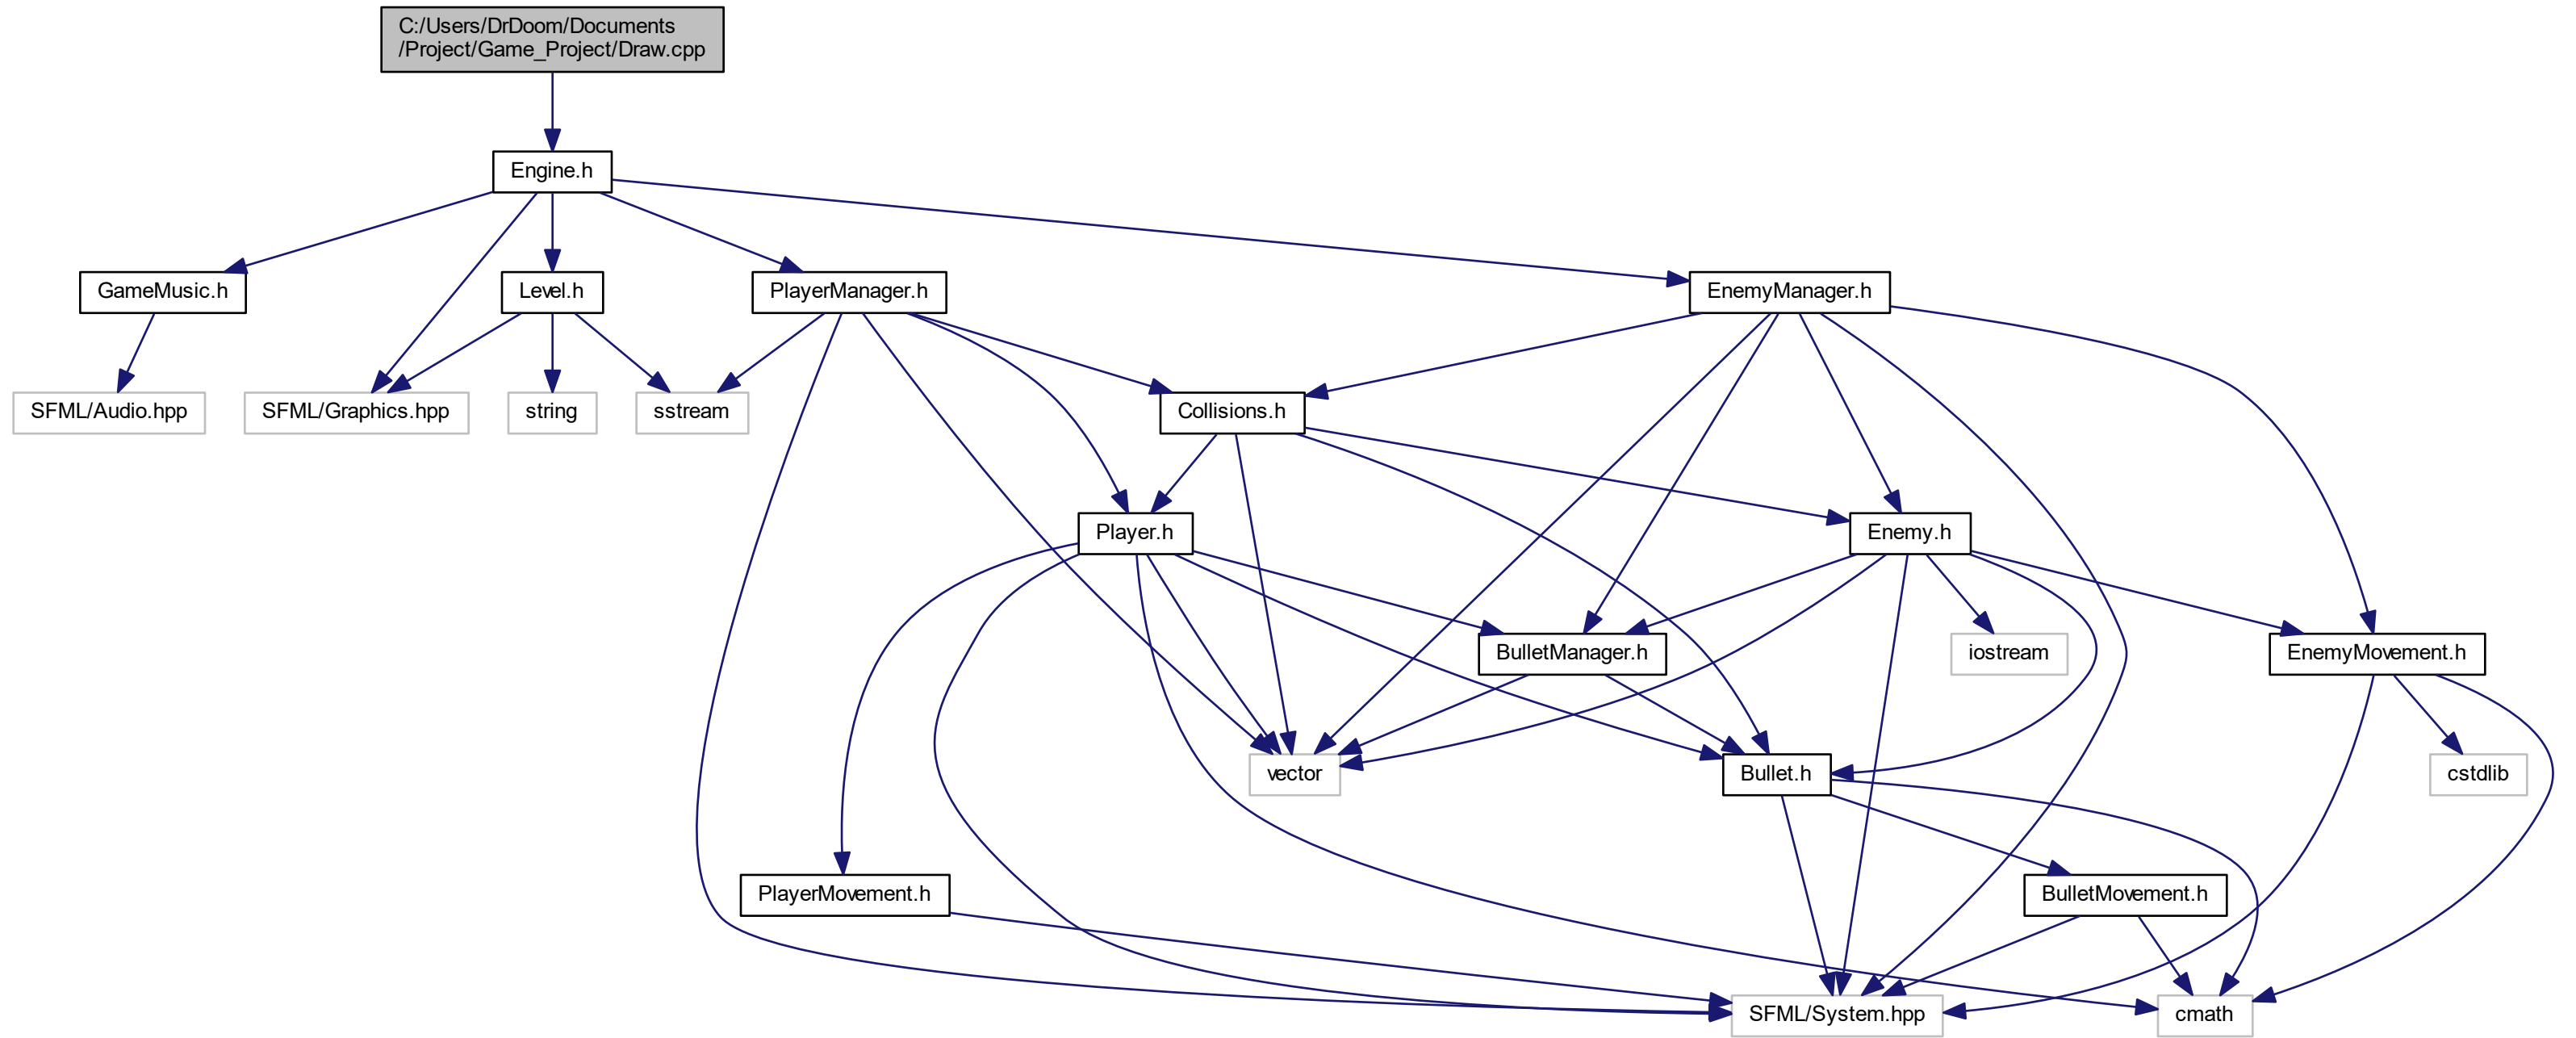 C:/Users/DrDoom/Documents
/Project/Game_Project/Draw.cpp
Engine.h
GameMusic.h
Level.h
PlayerManager.h
EnemyManager.h
SFML/Audio.hpp
SFML/Graphics.hpp
string
sstream
Collisions.h
Player.h
Enemy.h
BulletManager.h
iostream
EnemyMovement.h
vector
Bullet.h
cstdlib
PlayerMovement.h
BulletMovement.h
SFML/System.hpp
cmath